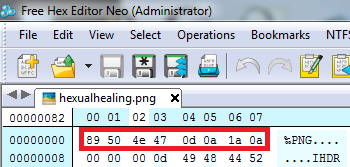 Free Hex Editor Neo (Administrator)
File Edit View Select Operations Bookmarks NTFS
hexualhealing.png
00000082 00 01 02 03 04 05 06 07
00000000 89 50 4e 47 0d 0a 1a 0a ‰PNG....
00000008 00 00 00 0d 49 48 44 52 ....IHDR